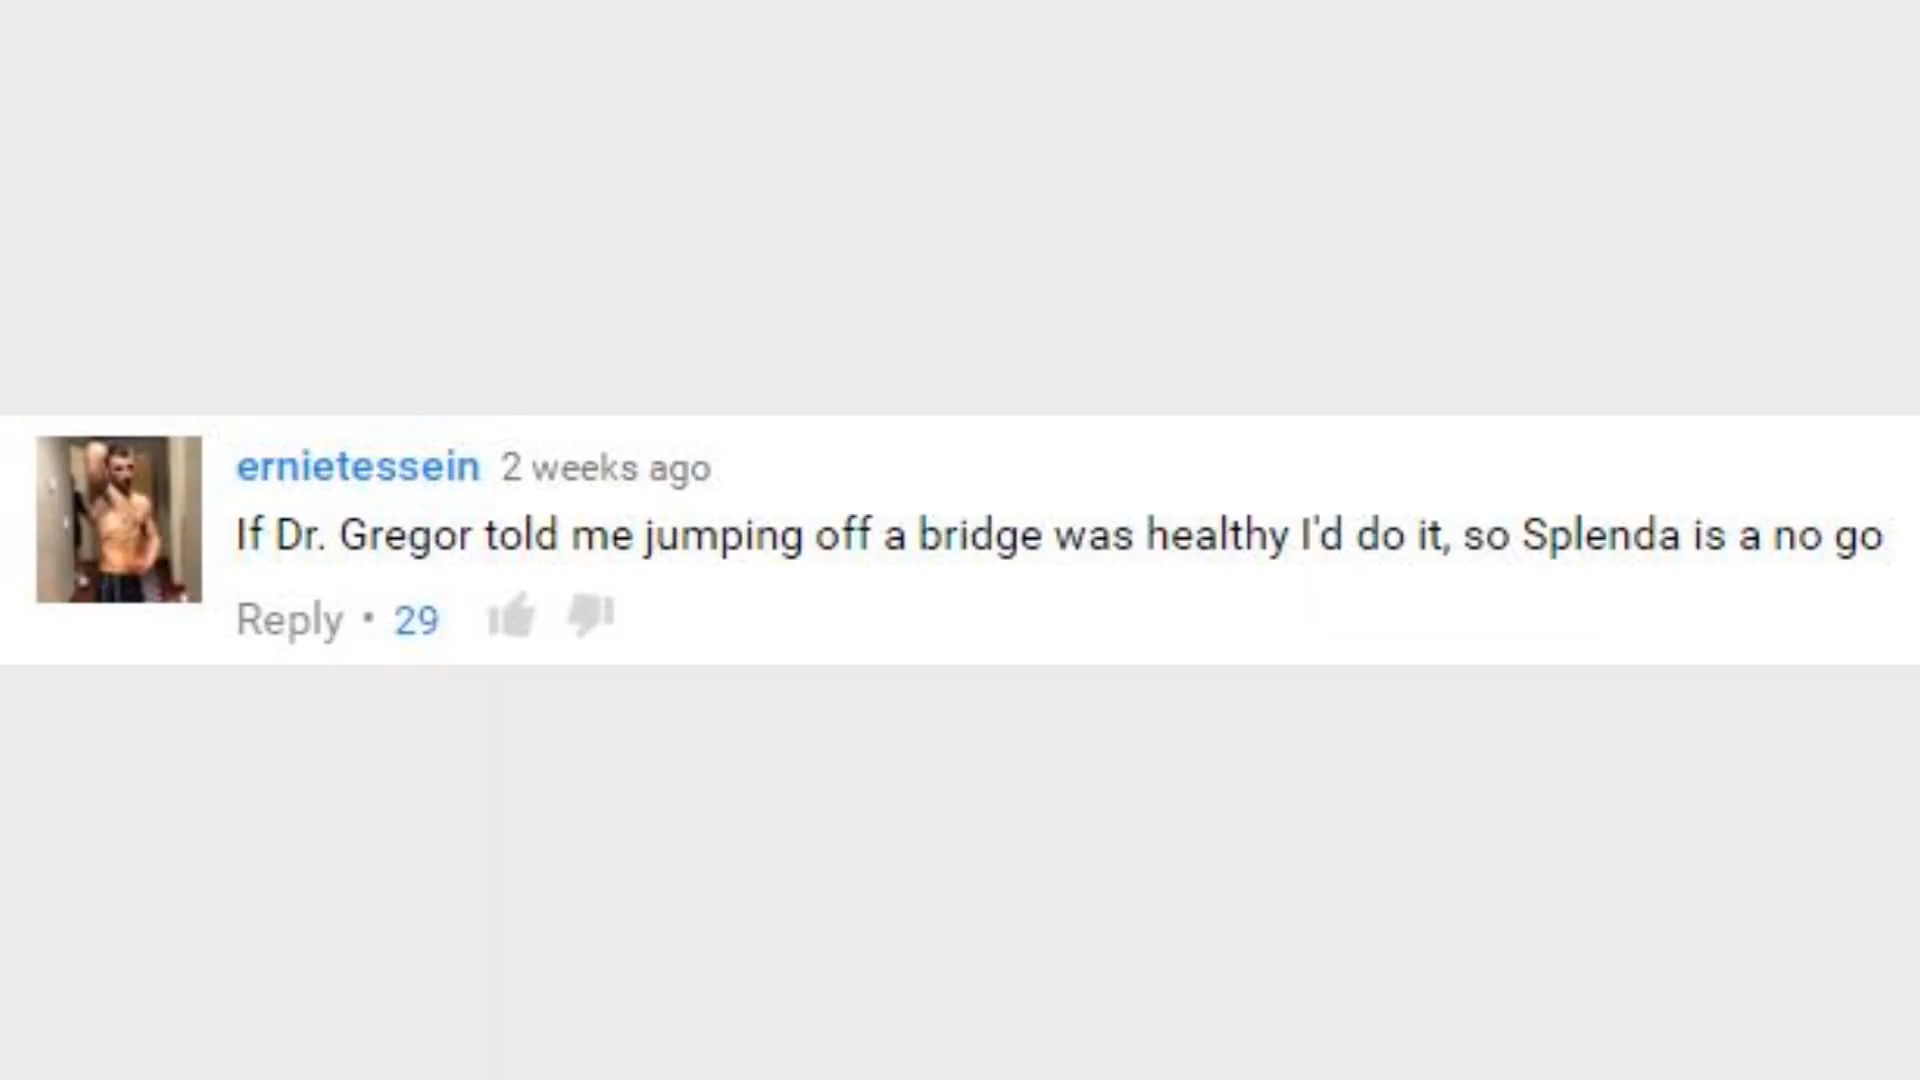 ernietessein 2 weeks ago
If Dr. Gregor told me jumping off a bridge was healthy I'd do it, so Splenda is a no go
Reply • 29